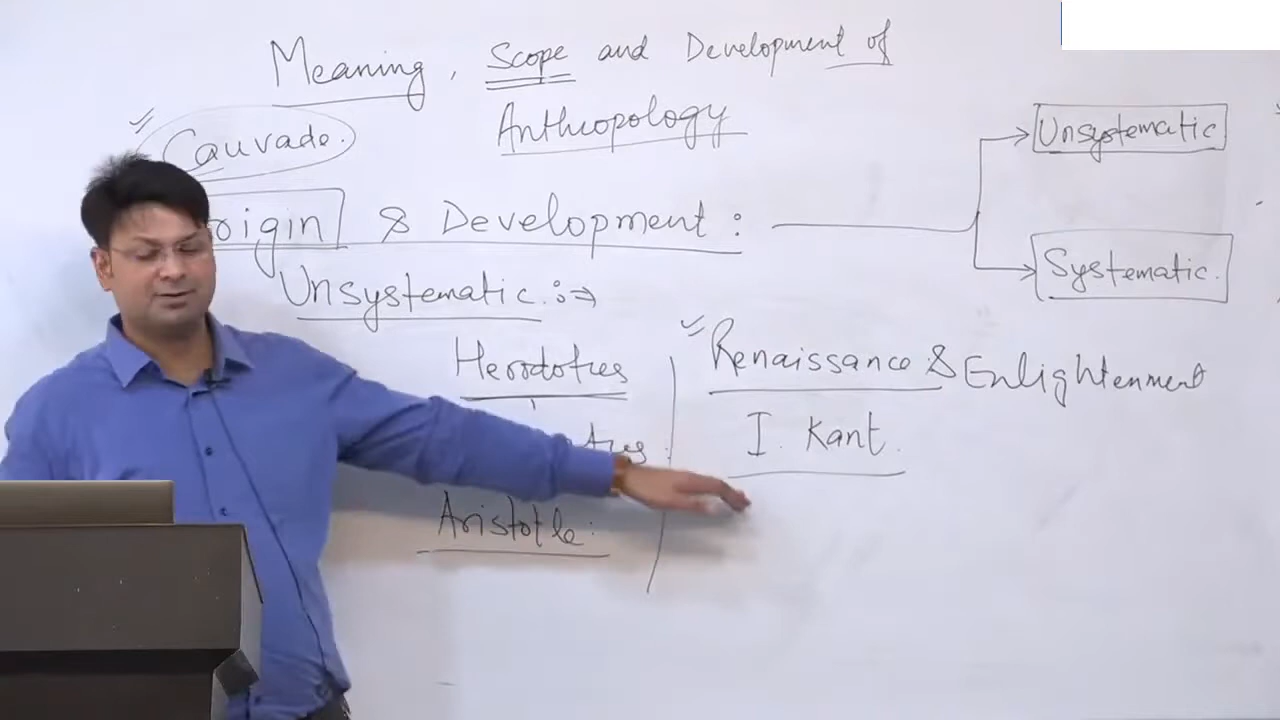 Meaning, Scope and Development of
Anthropology
Cauvade.
Origin & Development:
Unsystematic
Systematic.
Unsystematic :⇒
Herodotus
Aristotle:
Renaissance & Enlightenment
I. Kant.